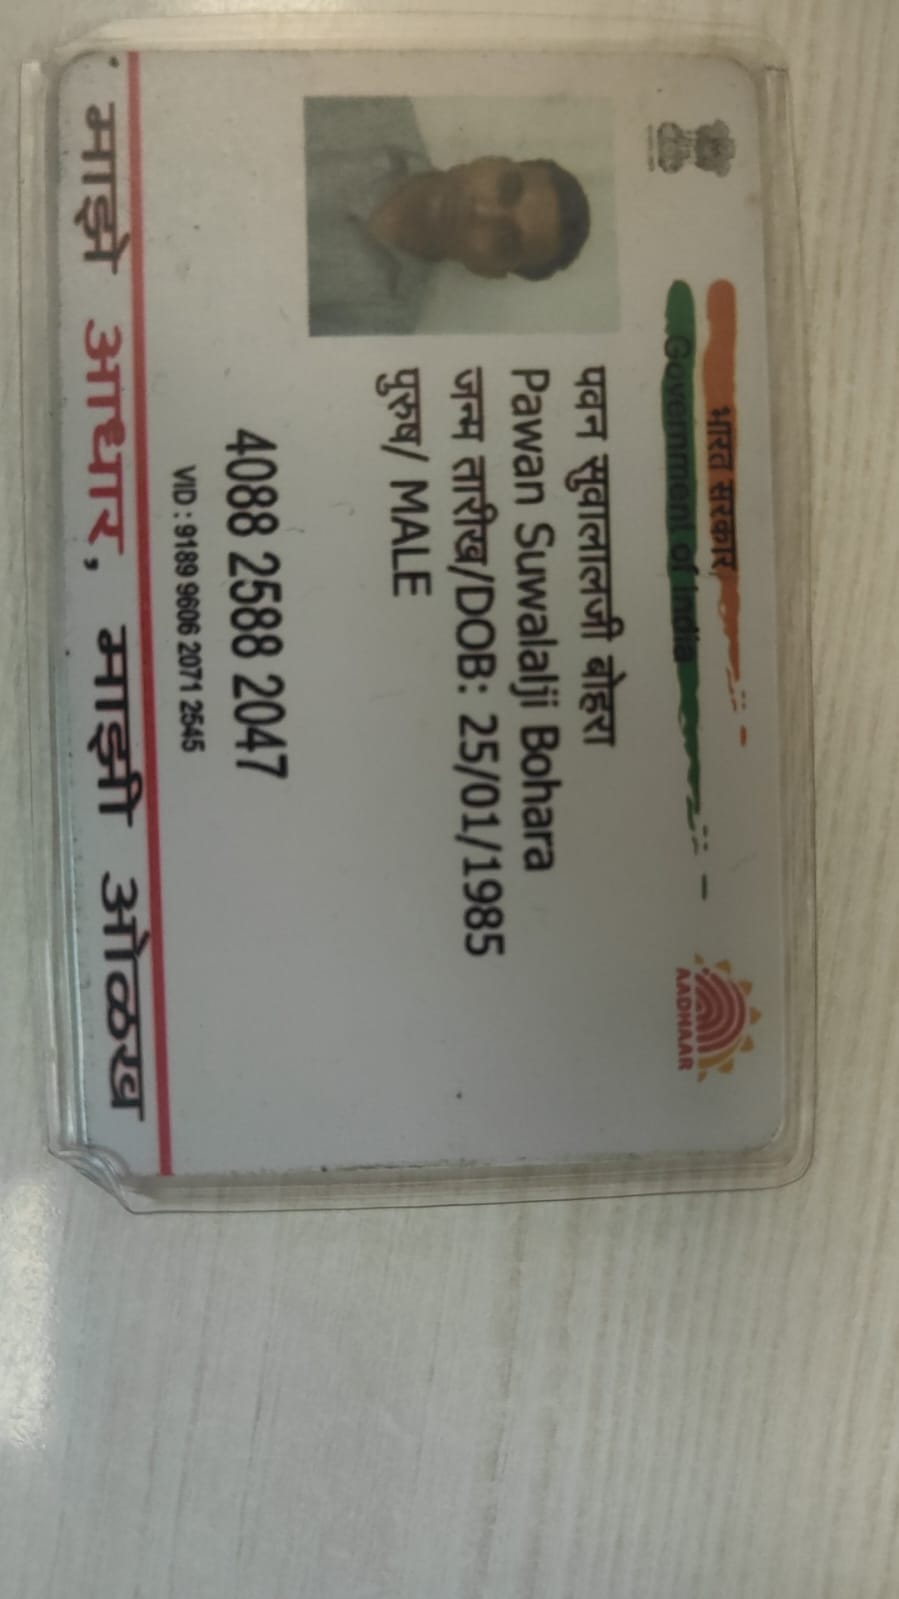 भारत सरकार
Government of India
AADHAAR
पवन सुवालालजी बोहरा
Pawan Suwalalji Bohara
जन्म तारीख/DOB: 25/01/1985
पुरुष/ MALE
4088 2588 2047
VID : 9189 9606 2071 2545
माझे आधार, माझी ओळख